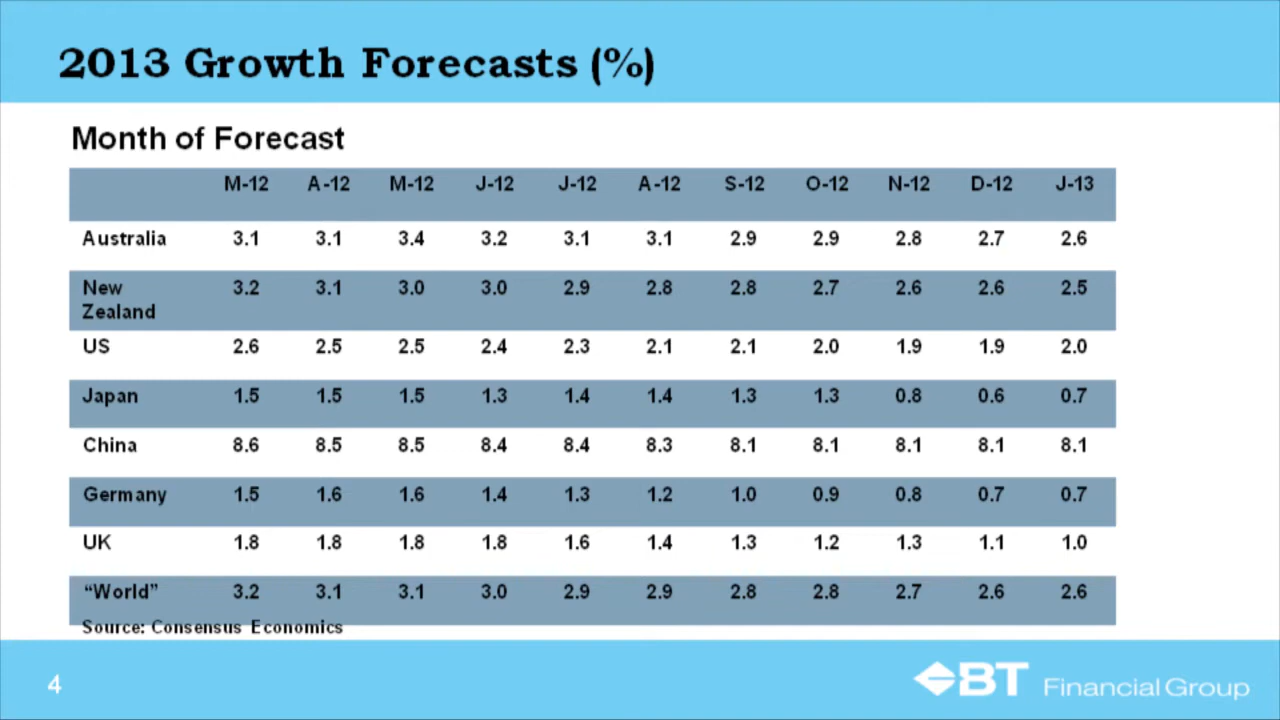 2013 Growth Forecasts (%)
Month of Forecast
M-12 A-12 M-12 J-12 J-12 A-12 S-12 O-12 N-12 D-12 J-13
Australia 3.1 3.1 3.4 3.2 3.1 3.1 2.9 2.9 2.8 2.7 2.6
New
Zealand 3.2 3.1 3.0 3.0 2.9 2.8 2.8 2.7 2.6 2.6 2.5
US 2.6 2.5 2.5 2.4 2.3 2.1 2.1 2.0 1.9 1.9 2.0
Japan 1.5 1.5 1.5 1.3 1.4 1.4 1.3 1.3 0.8 0.6 0.7
China 8.6 8.5 8.5 8.4 8.4 8.3 8.1 8.1 8.1 8.1 8.1
Germany 1.5 1.6 1.6 1.4 1.3 1.2 1.0 0.9 0.8 0.7 0.7
UK 1.8 1.8 1.8 1.8 1.6 1.4 1.3 1.2 1.3 1.1 1.0
“World” 3.2 3.1 3.1 3.0 2.9 2.9 2.8 2.8 2.7 2.6 2.6
Source: Consensus Economics
4
BT Financial Group